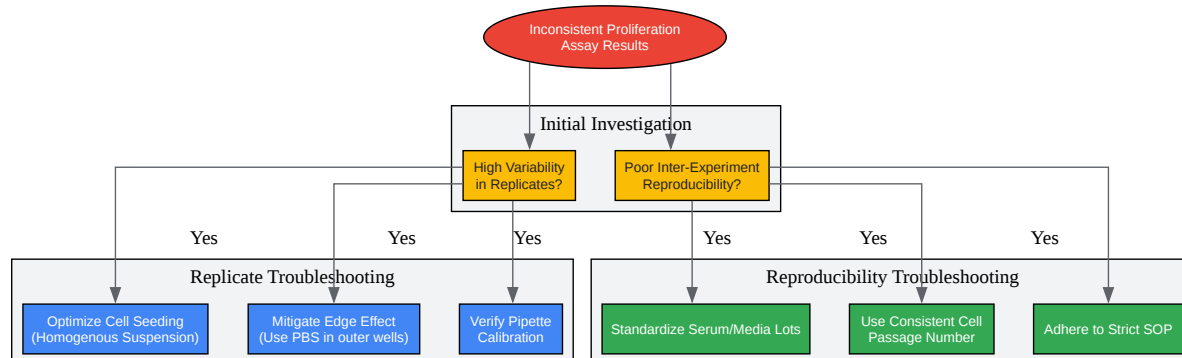 Inconsistent Proliferation
Assay Results
Initial Investigation
High Variability
in Replicates?
Poor Inter-Experiment
Reproducibility?
Yes
Yes
Yes
Yes
Yes
Yes
Replicate Troubleshooting
Reproducibility Troubleshooting
Optimize Cell Seeding
(Homogenous Suspension)
Mitigate Edge Effect
(Use PBS in outer wells)
Verify Pipette
Calibration
Standardize Serum/Media Lots
Use Consistent Cell
Passage Number
Adhere to Strict SOP